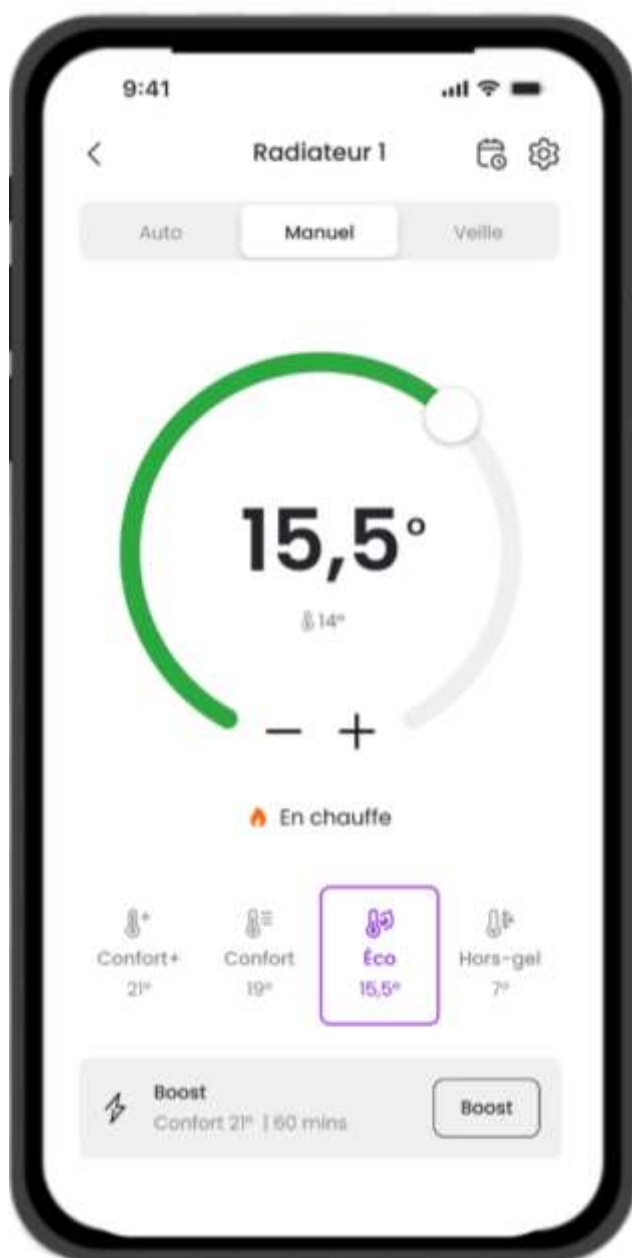 9:41
Radiateur 1
Auto Manuel Veille
15,5°
14°
− +
En chauffe
Confort+ Confort Éco Hors-gel
21° 19° 15,5° 7°
Boost
Confort 21° | 60 mins
Boost